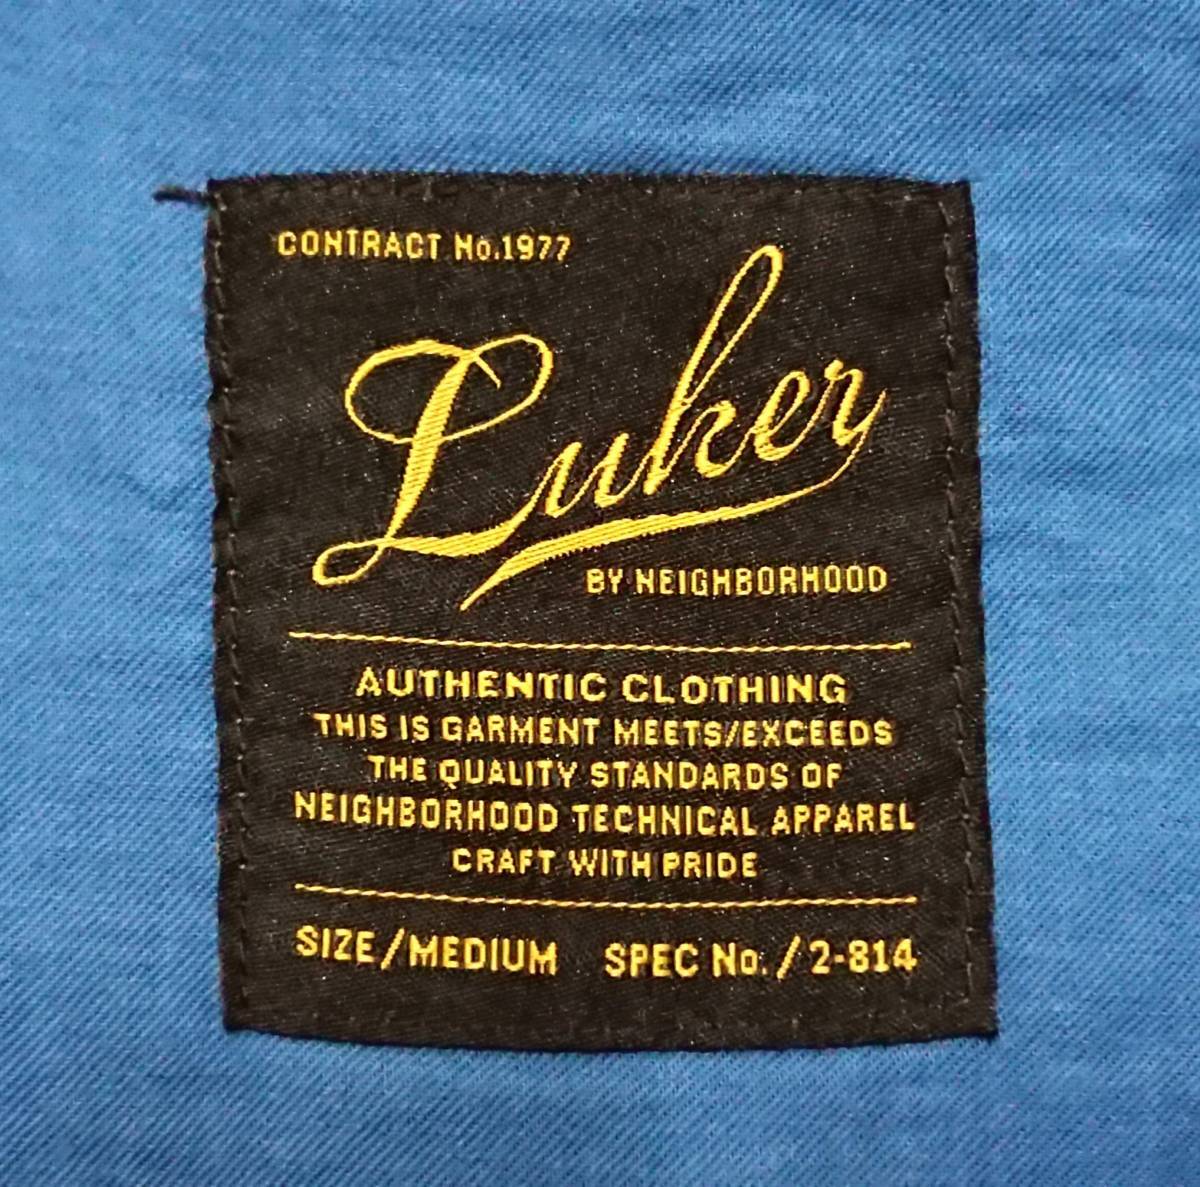 CONTRACT No.1977
Luker
BY NEIGHBORHOOD
AUTHENTIC CLOTHING
THIS IS GARMENT MEETS/EXCEEDS
THE QUALITY STANDARDS OF
NEIGHBORHOOD TECHNICAL APPAREL
CRAFT WITH PRIDE
SIZE/MEDIUM SPEC No./2-814